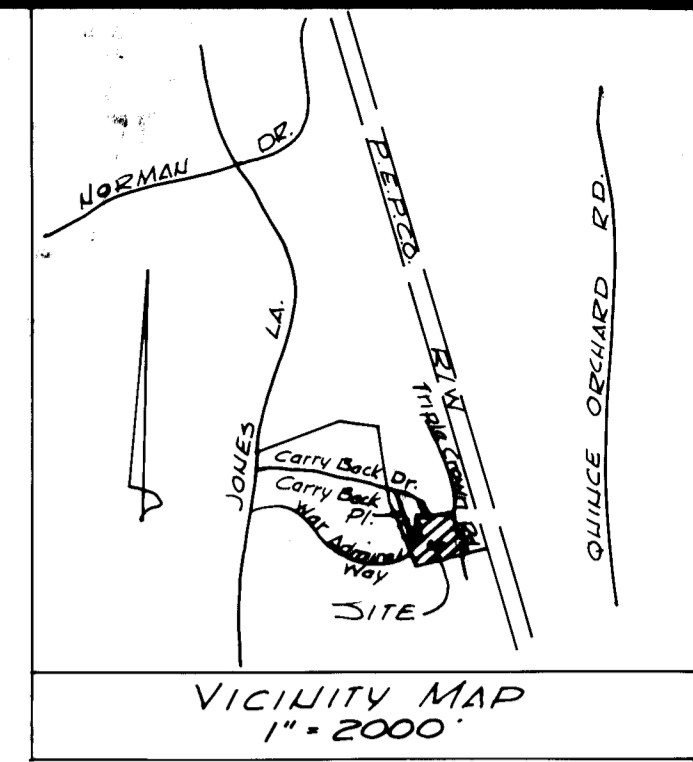 NORMAN DR.
P.E.P.CO. R/W
QUINCE ORCHARD RD.
JONES LA.
Triple Crown Rd.
Carry Back Dr.
Carry Back
Pl.
War Admiral
Way
SITE
VICINITY MAP
1" = 2000'